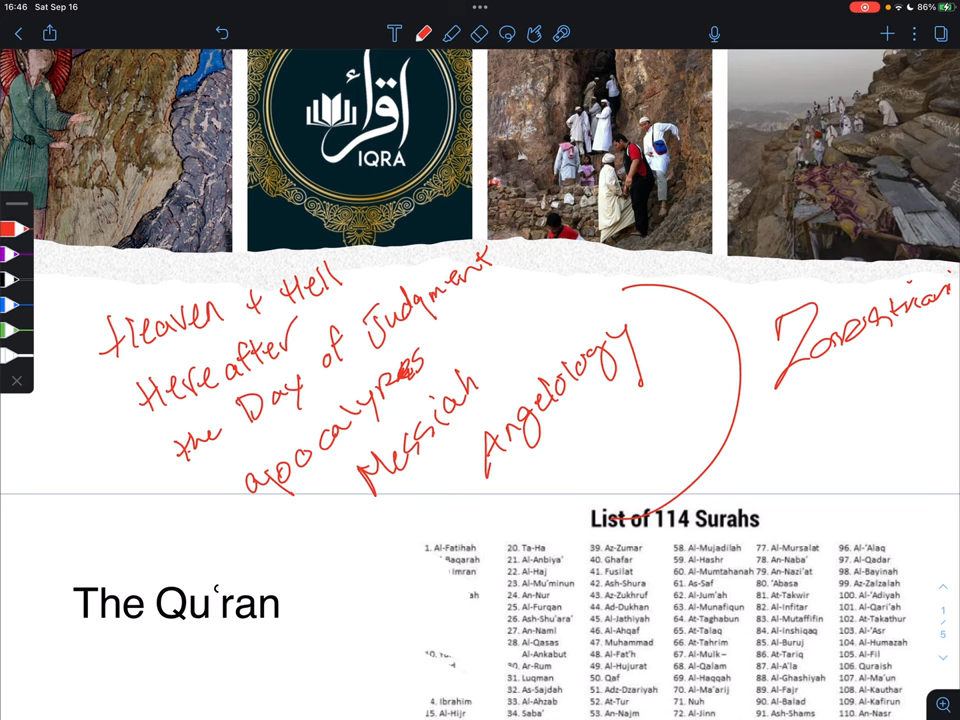 16:46 Sat Sep 16
86%
اقرأ
IQRA
Heaven + Hell
Hereafter
the Day of Judgment
apocalypses
Messiah
Angelology
List of 114 Surahs
The Quʿran
1. Al-Fatihah
Baqarah
Imran
ah
4. Ibrahim
15. Al-Hijr
20. Ta-Ha
21. Al-Anbiya'
22. Al-Haj
23. Al-Mu'minun
24. An-Nur
25. Al-Furqan
26. Ash-Shu'ara'
27. An-Naml
28. Al-Qasas
Al-Ankabut
30. Ar-Rum
31. Luqman
32. As-Sajdah
33. Al-Ahzab
34. Saba'
39. Az-Zumar
40. Ghafar
41. Fusilat
42. Ash-Shura
43. Az-Zukhruf
44. Ad-Dukhan
45. Al-Jathiyah
46. Al-Ahqaf
47. Muhammad
48. Al-Fat'h
49. Al-Hujurat
50. Qaf
51. Adz-Dzariyah
52. At-Tur
53. An-Najm
58. Al-Mujadilah
59. Al-Hashr
60. Al-Mumtahanah
61. As-Saf
62. Al-Jum'ah
63. Al-Munafiqun
64. At-Taghabun
65. At-Talaq
66. At-Tahrim
67. Al-Mulk–
68. Al-Qalam
69. Al-Haqqah
70. Al-Ma'arij
71. Nuh
72. Al-Jinn
77. Al-Mursalat
78. An-Naba'
79. An-Nazi'at
80. 'Abasa
81. At-Takwir
82. Al-Infitar
83. Al-Mutaffifin
84. Al-Inshiqaq
85. Al-Buruj
86. At-Tariq
87. Al-A'la
88. Al-Ghashiyah
89. Al-Fajr
90. Al-Balad
91. Ash-Shams
96. Al-'Alaq
97. Al-Qadar
98. Al-Bayinah
99. Az-Zalzalah
100. Al-'Adiyah
101. Al-Qari'ah
102. At-Takathur
103. Al-'Asr
104. Al-Humazah
105. Al-Fil
106. Quraish
107. Al-Ma'un
108. Al-Kauthar
109. Al-Kafirun
110. An-Nasr
1
/
5